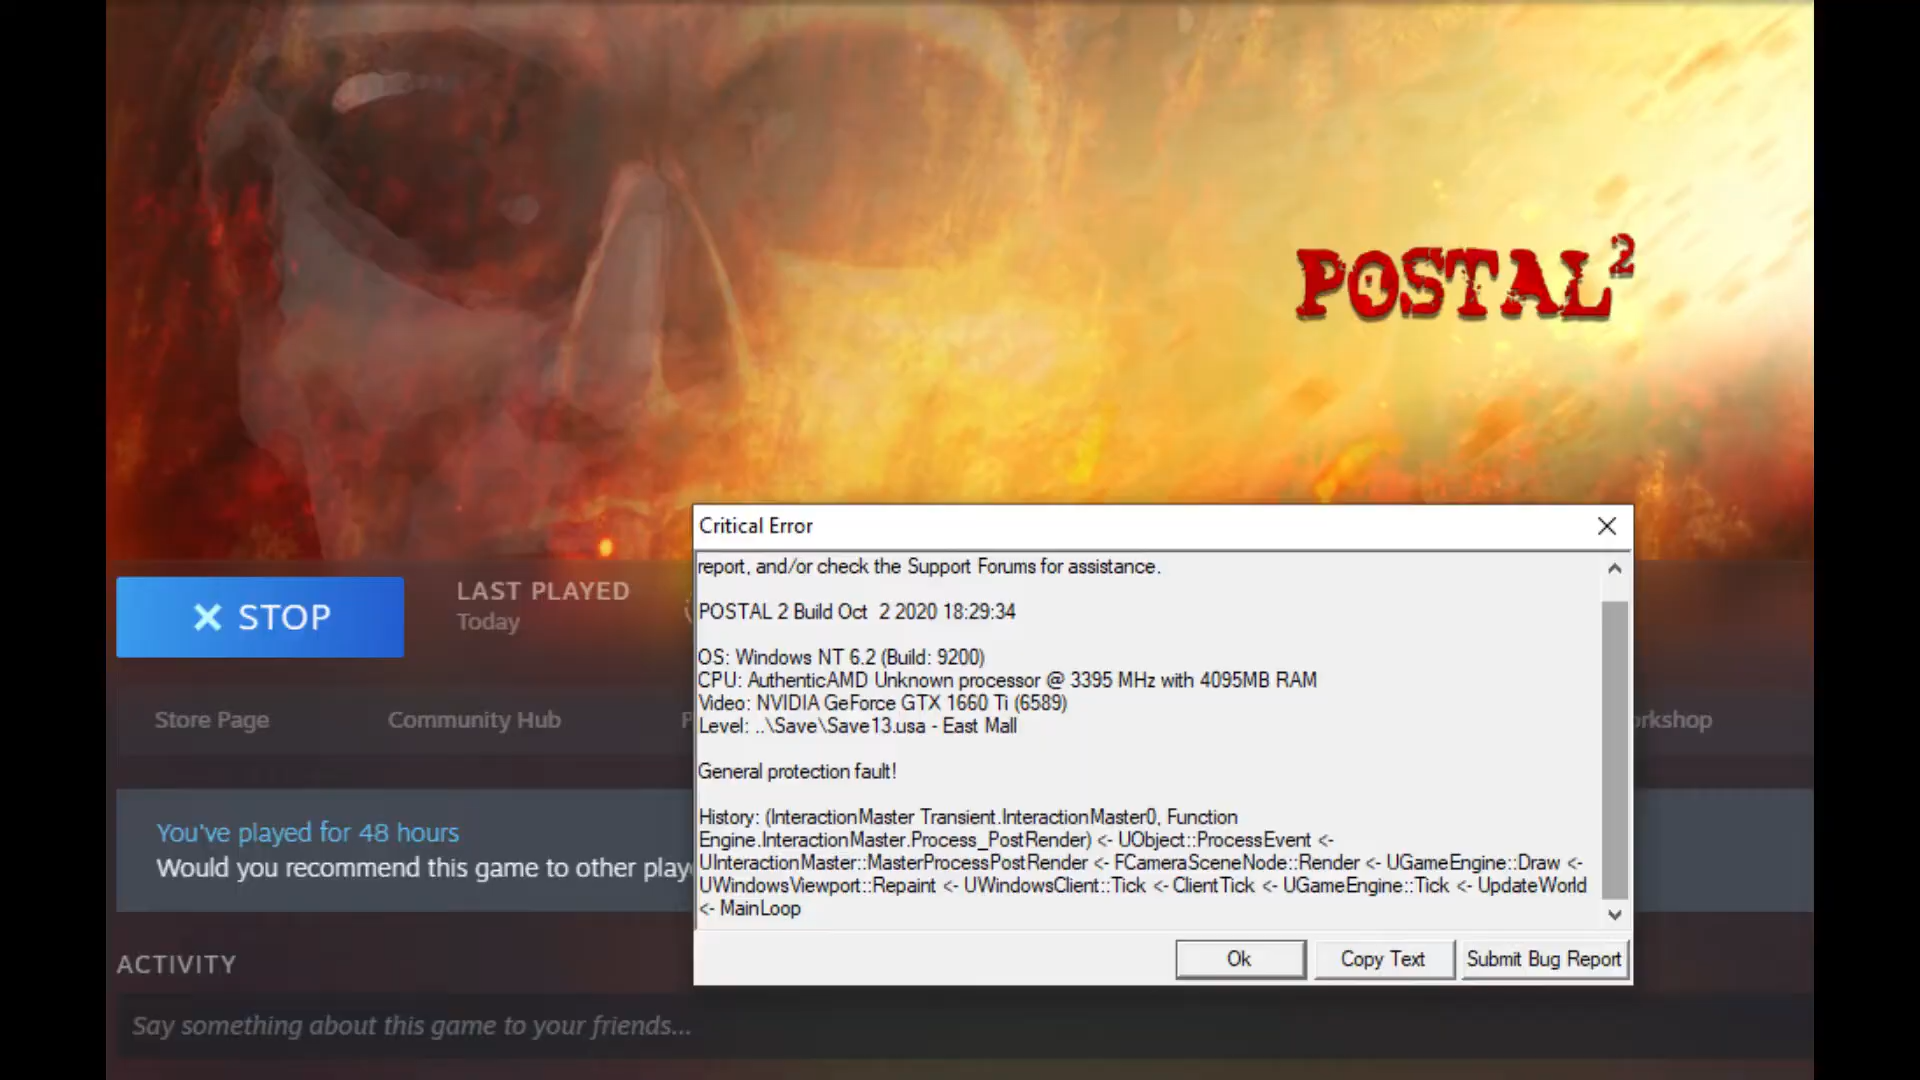 POSTAL 2
Critical Error
report, and/or check the Support Forums for assistance.
POSTAL 2 Build Oct  2 2020 18:29:34
OS: Windows NT 6.2 (Build: 9200)
CPU: AuthenticAMD Unknown processor @ 3395 MHz with 4095MB RAM
Video: NVIDIA GeForce GTX 1660 Ti (6589)
Level: ..\Save\Save13.usa - East Mall
General protection fault!
History: (InteractionMaster Transient.InteractionMaster0, Function
Engine.InteractionMaster.Process_PostRender) <- UObject::ProcessEvent <-
UInteractionMaster::MasterProcessPostRender <- FCameraSceneNode::Render <- UGameEngine::Draw <-
UWindowsViewport::Repaint <- UWindowsClient::Tick <- ClientTick <- UGameEngine::Tick <- UpdateWorld
<- MainLoop
Ok Copy Text Submit Bug Report
STOP
LAST PLAYED
Today
Store Page Community Hub
You've played for 48 hours
Would you recommend this game to other
ACTIVITY
Say something about this game to your friends...